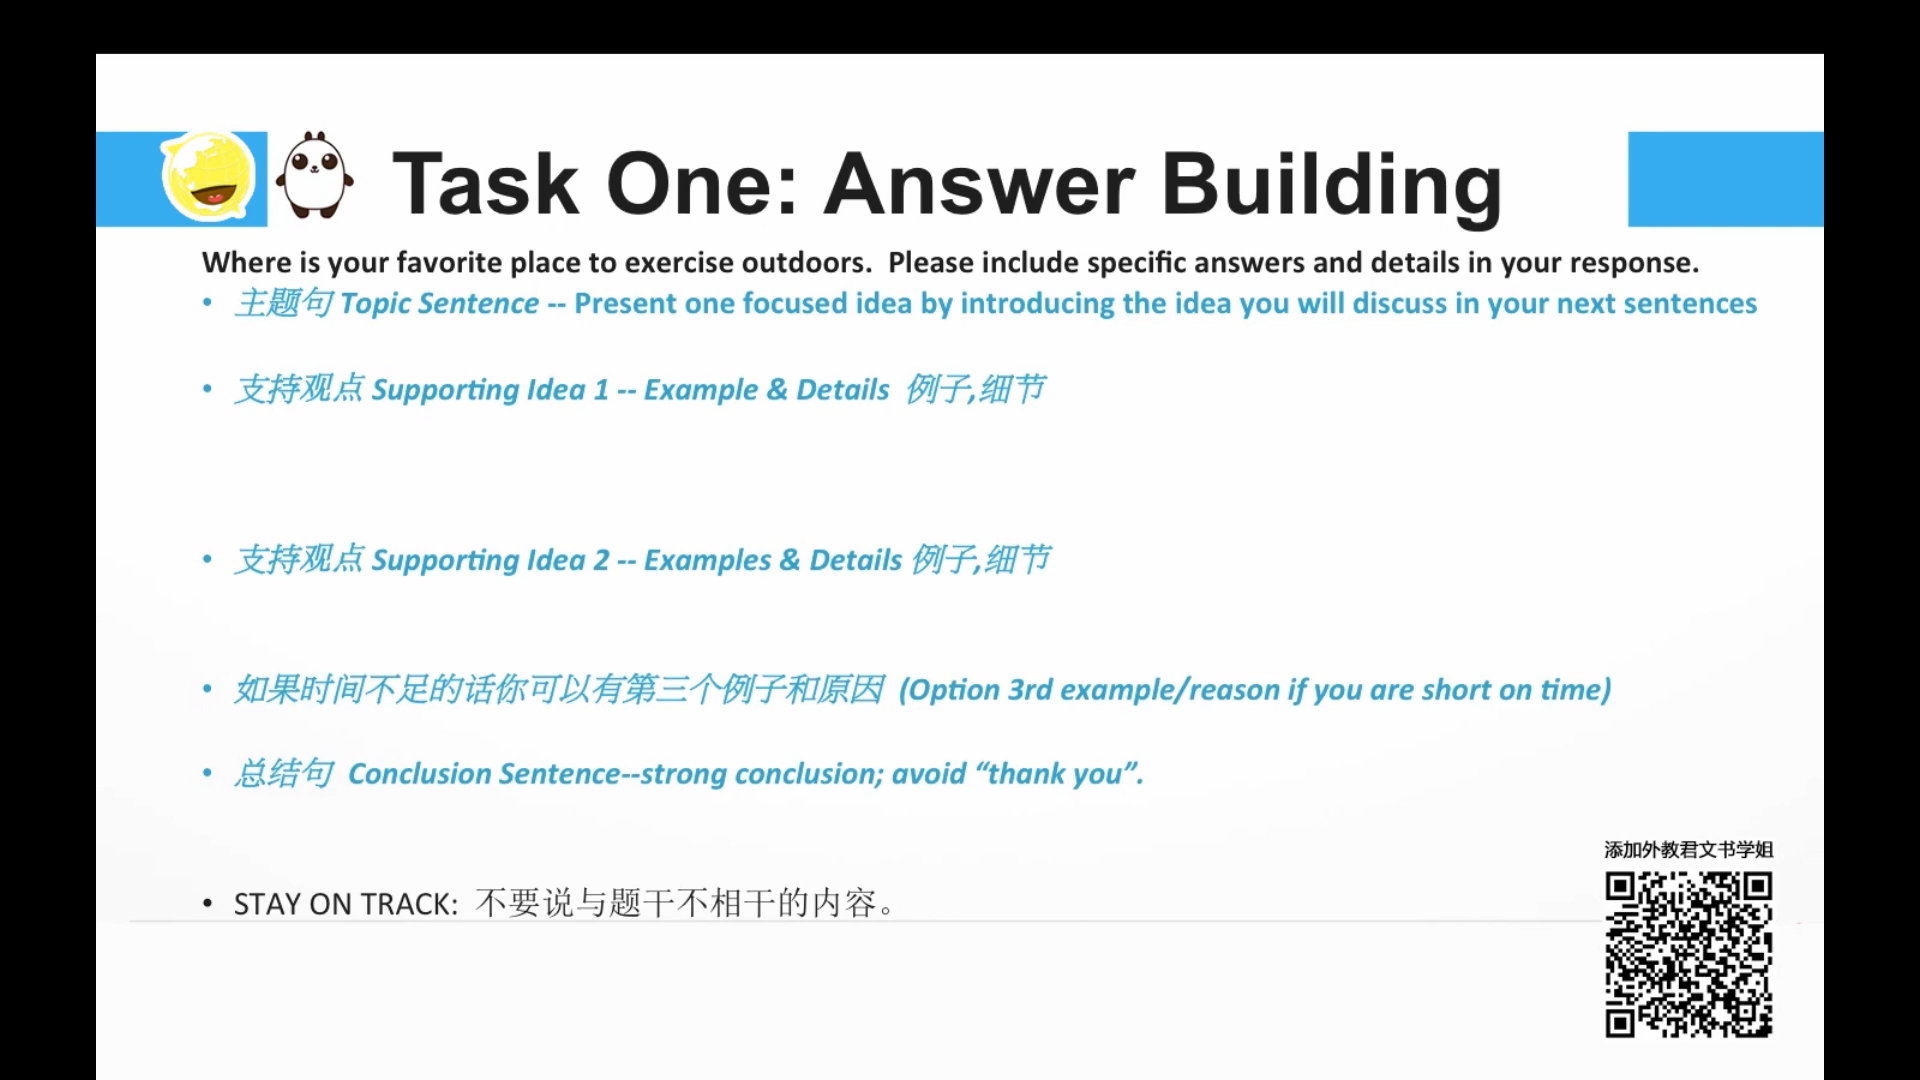 Task One: Answer Building
Where is your favorite place to exercise outdoors.  Please include specific answers and details in your response.
• 主题句 Topic Sentence -- Present one focused idea by introducing the idea you will discuss in your next sentences
• 支持观点 Supporting Idea 1 -- Example & Details  例子,细节
• 支持观点 Supporting Idea 2 -- Examples & Details 例子,细节
• 如果时间不足的话你可以有第三个例子和原因  (Option 3rd example/reason if you are short on time)
• 总结句  Conclusion Sentence--strong conclusion; avoid “thank you”.
• STAY ON TRACK:  不要说与题干不相干的内容。
添加外教君文书学姐